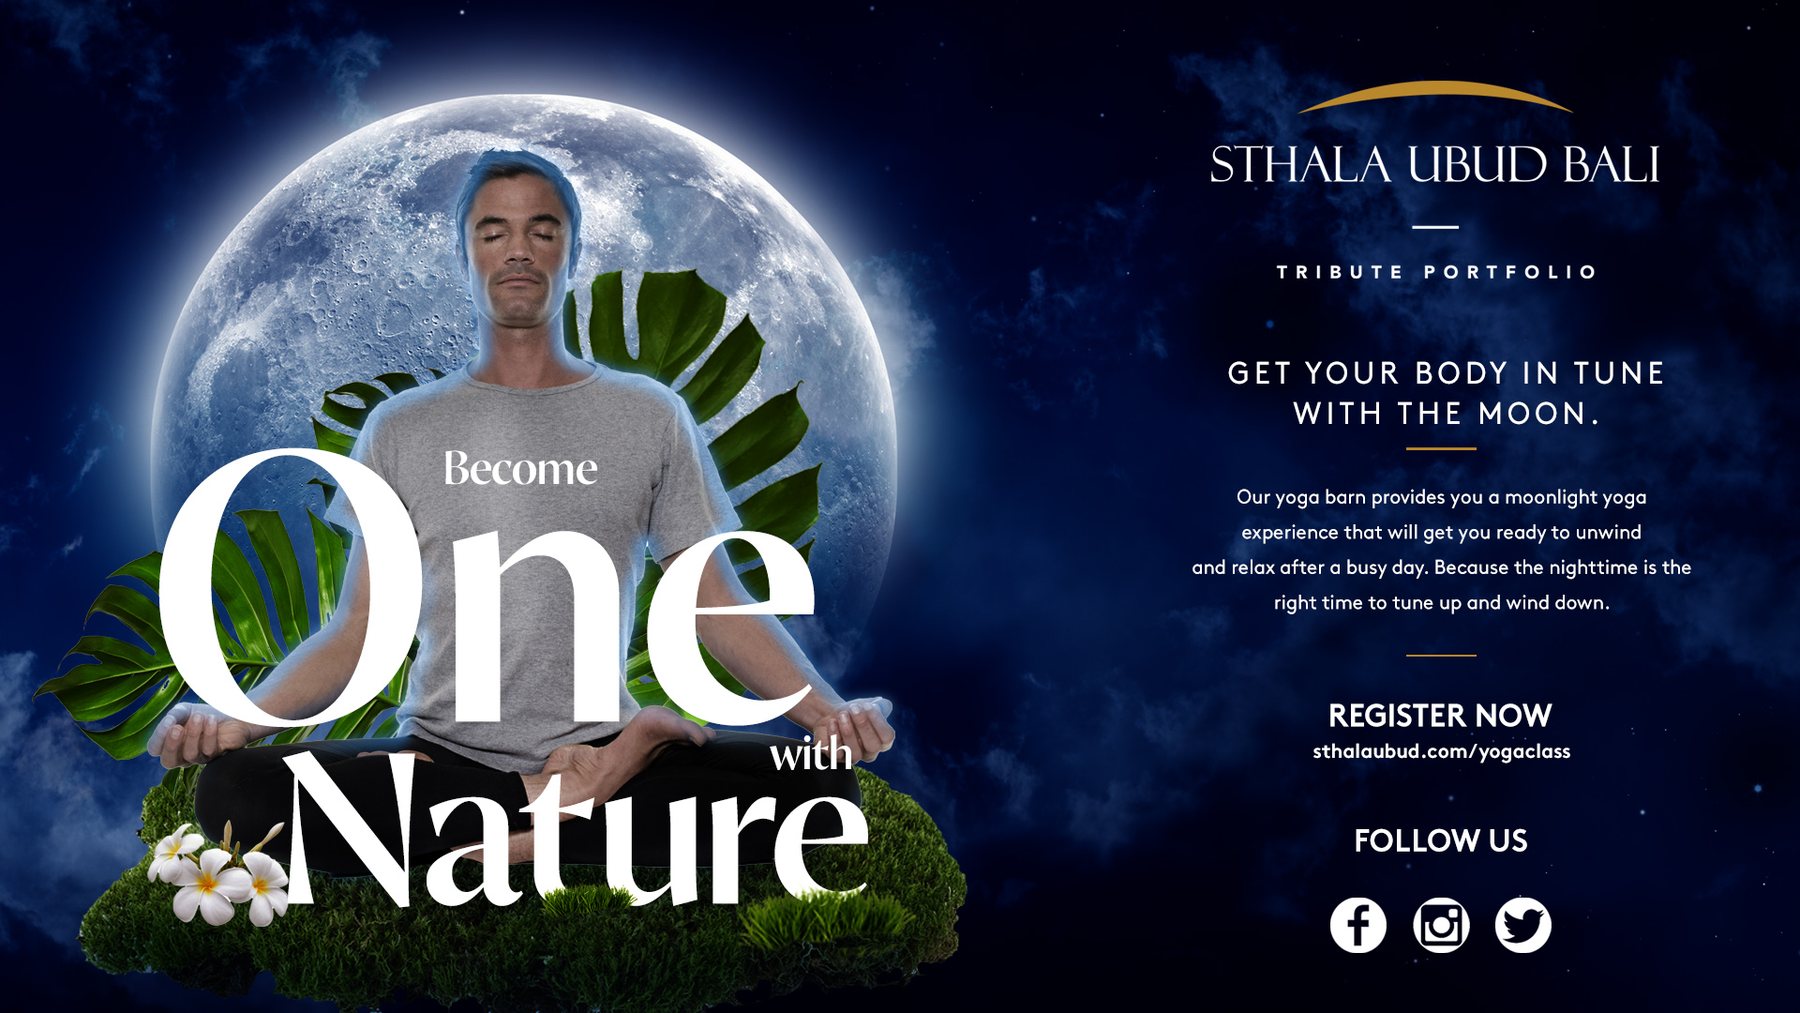 Become
One
with
Nature
STHALA UBUD BALI
TRIBUTE PORTFOLIO
GET YOUR BODY IN TUNE
WITH THE MOON.
Our yoga barn provides you a moonlight yoga
experience that will get you ready to unwind
and relax after a busy day. Because the nighttime is the
right time to tune up and wind down.
REGISTER NOW
sthalaubud.com/yogaclass
FOLLOW US